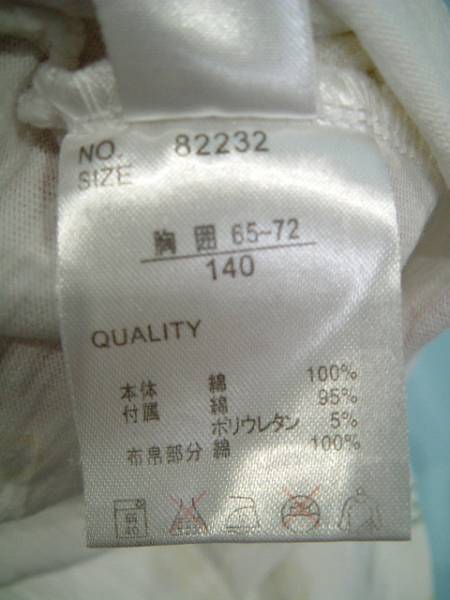 NO. 82232
SIZE
胸囲 65~72
140
QUALITY
本体 綿 100%
付属 綿 95%
ポリウレタン 5%
布帛部分 綿 100%
40